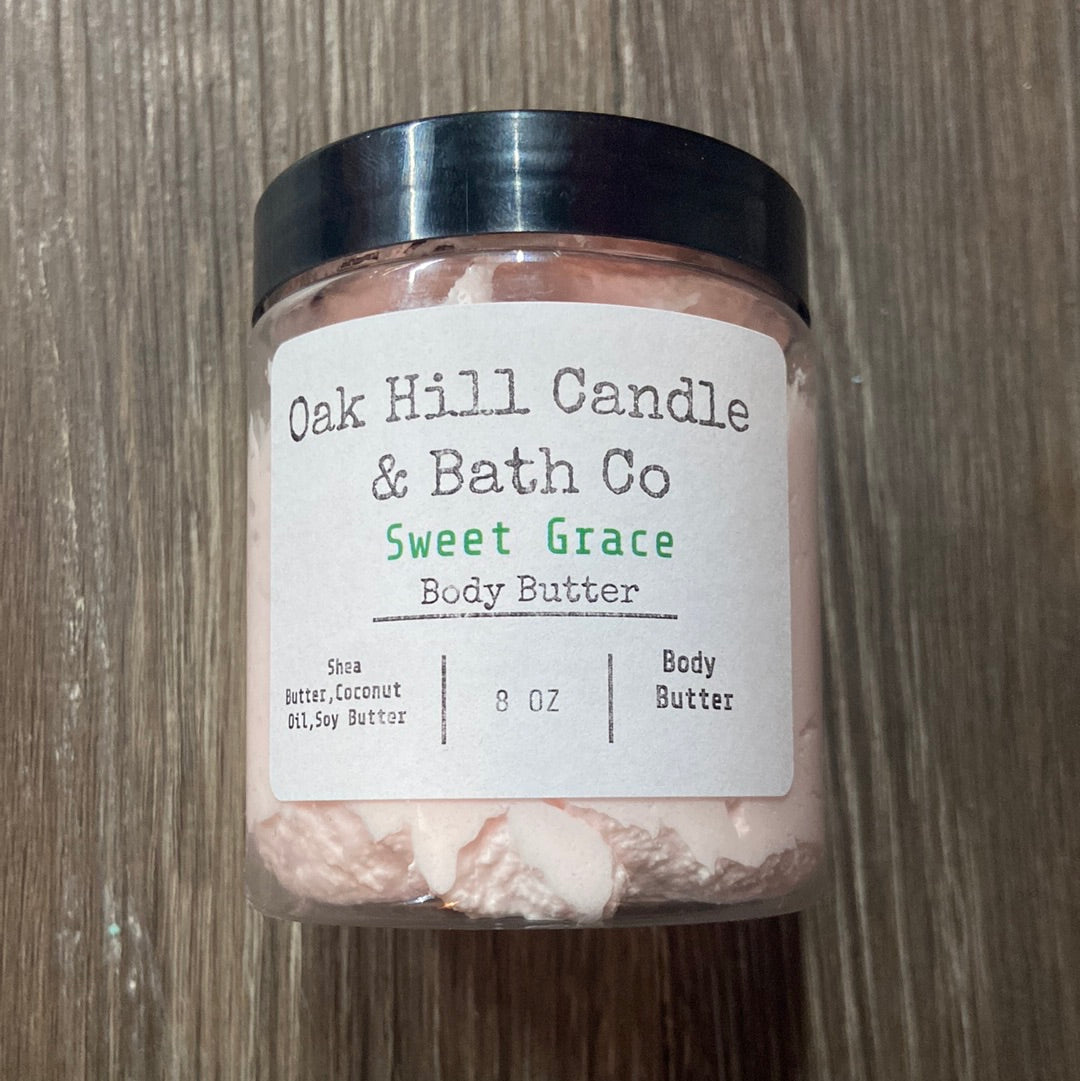 Oak Hill Candle
& Bath Co
Sweet Grace
Body Butter
Shea
Butter,Coconut
Oil,Soy Butter
8 OZ
Body
Butter